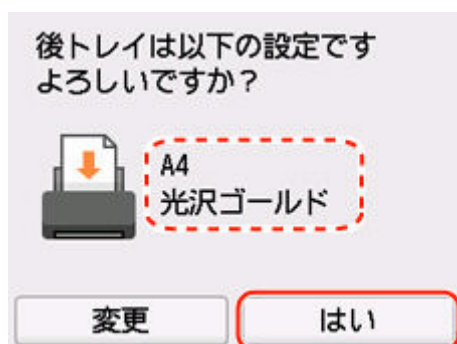 後トレイは以下の設定です
よろしいですか？
A4
光沢ゴールド
変更
はい